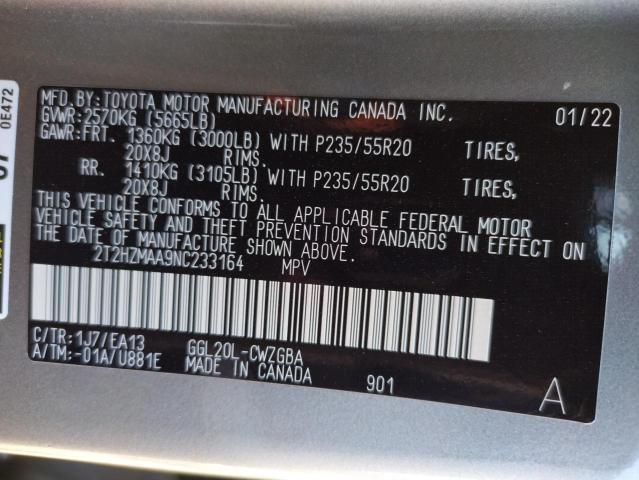 MFD.BY:TOYOTA MOTOR MANUFACTURING CANADA INC. 01/22
GVWR:2570KG (5665LB)
GAWR:FRT. 1360KG (3000LB) WITH P235/55R20 TIRES,
20X8J RIMS.
RR. 1410KG (3105LB) WITH P235/55R20 TIRES,
20X8J RIMS.
THIS VEHICLE CONFORMS TO ALL APPLICABLE FEDERAL MOTOR
VEHICLE SAFETY AND THEFT PREVENTION STANDARDS IN EFFECT ON
THE DATE OF MANUFACTURE SHOWN ABOVE.
2T2HZMAA9NC233164 MPV
C/TR:1J7/EA13 GGL20L-CWZGBA
A/TM:-01A/U881E MADE IN CANADA 901 A
0E472